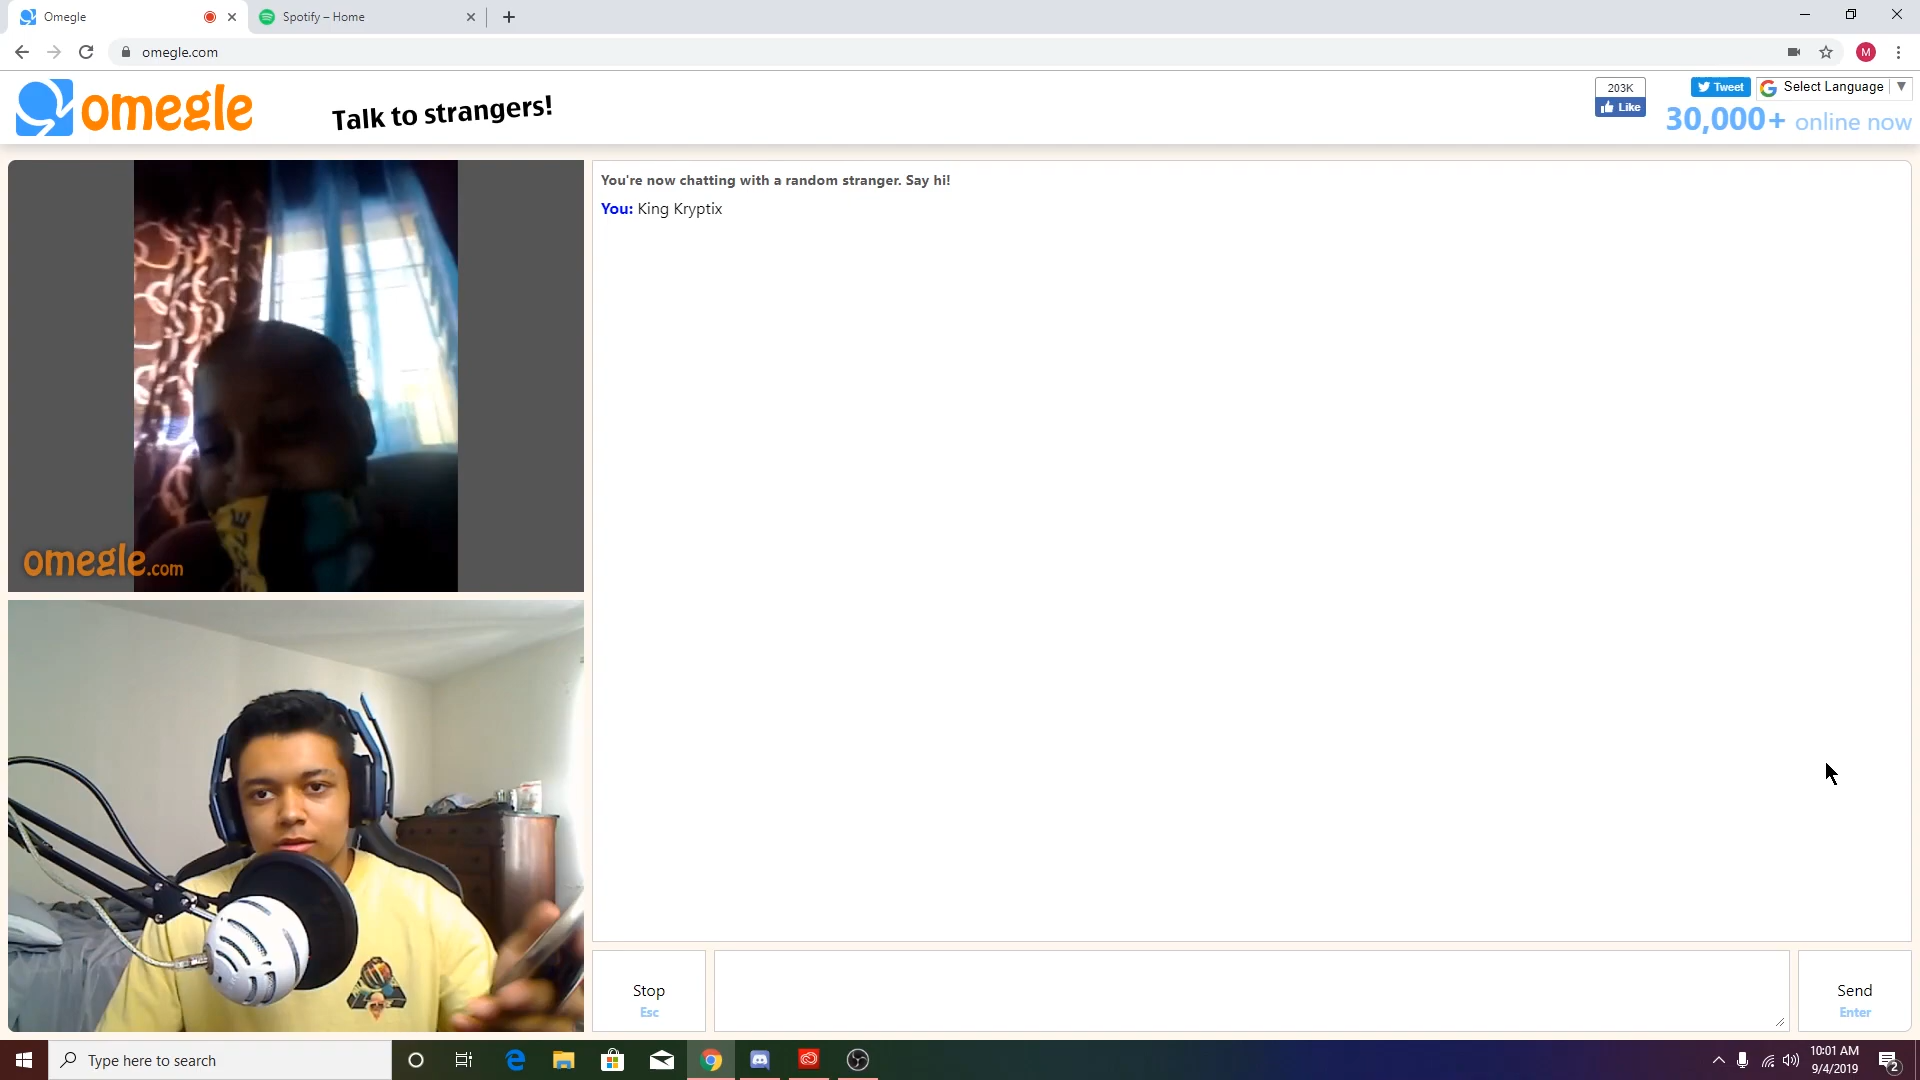 Omegle
Spotify – Home
omegle.com
M
omegle
Talk to strangers!
203K
Like
Tweet
Select Language
30,000+ online now
You're now chatting with a random stranger. Say hi!
You: King Kryptix
omegle.com
Stop
Esc
Send
Enter
Type here to search
10:01 AM
9/4/2019
2